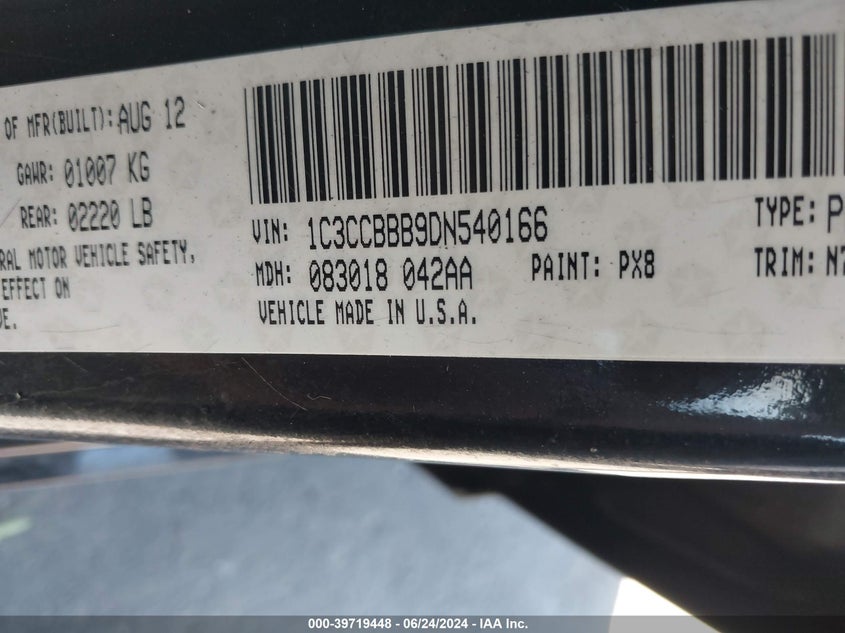 OF MFR(BUILT): AUG 12
GAWR: 01007 KG
REAR: 02220 LB
RAL MOTOR VEHICLE SAFETY,
EFFECT ON
VIN: 1C3CCBBB9DN540166
TYPE: P
MDH: 083018 042AA
PAINT: PX8
TRIM: N7
VEHICLE MADE IN U.S.A.
000-39719448 - 06/24/2024 - IAA Inc.